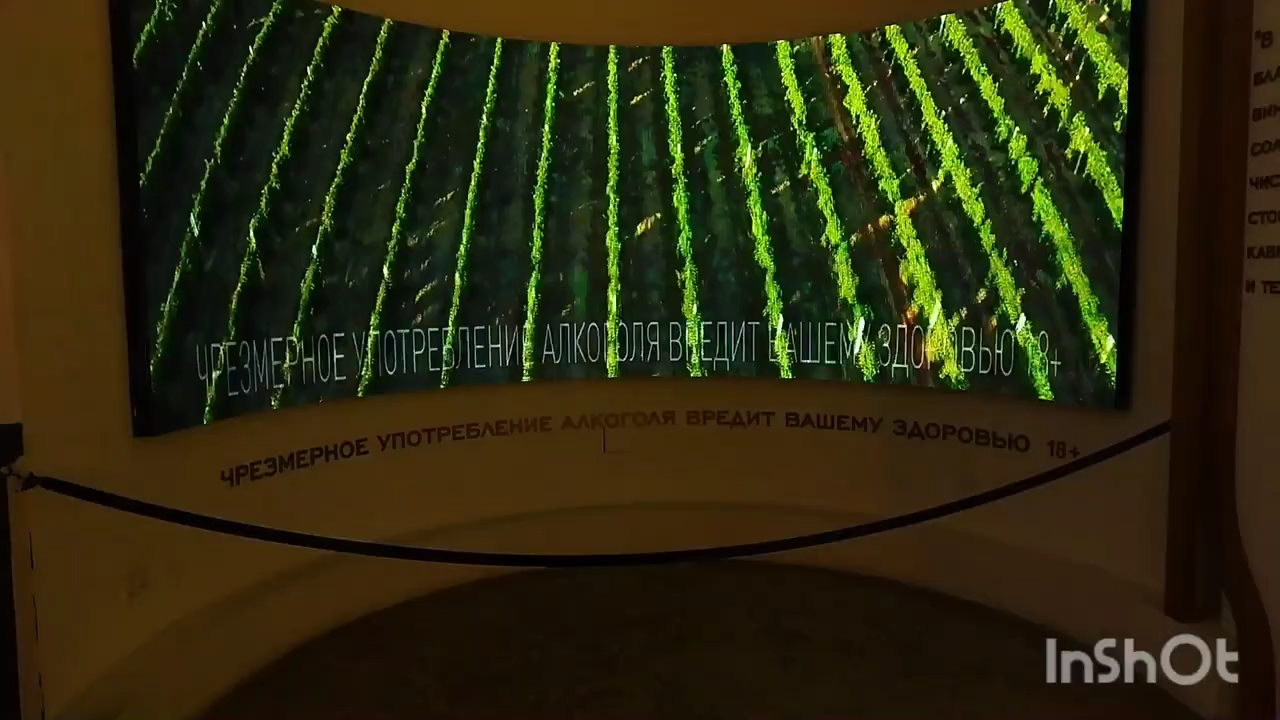 ЧРЕЗМЕРНОЕ УПОТРЕБЛЕНИЕ АЛКОГОЛЯ ВРЕДИТ ВАШЕМУ ЗДОРОВЬЮ 18+
ЧРЕЗМЕРНОЕ УПОТРЕБЛЕНИЕ АЛКОГОЛЯ ВРЕДИТ ВАШЕМУ ЗДОРОВЬЮ 18+
"В
И
InShOt